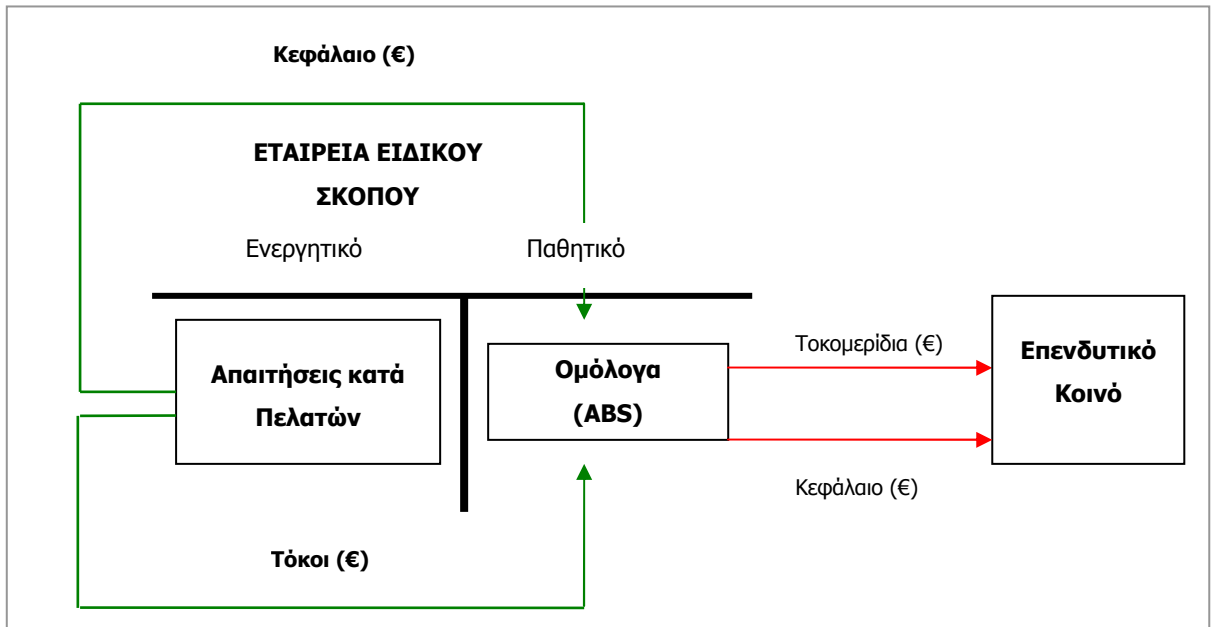 Κεφάλαιο (€)
ΕΤΑΙΡΕΙΑ ΕΙΔΙΚΟΥ
ΣΚΟΠΟΥ
Ενεργητικό
Παθητικό
Απαιτήσεις κατά
Πελατών
Ομόλογα
(ABS)
Τοκομερίδια (€)
Επενδυτικό
Κοινό
Κεφάλαιο (€)
Τόκοι (€)